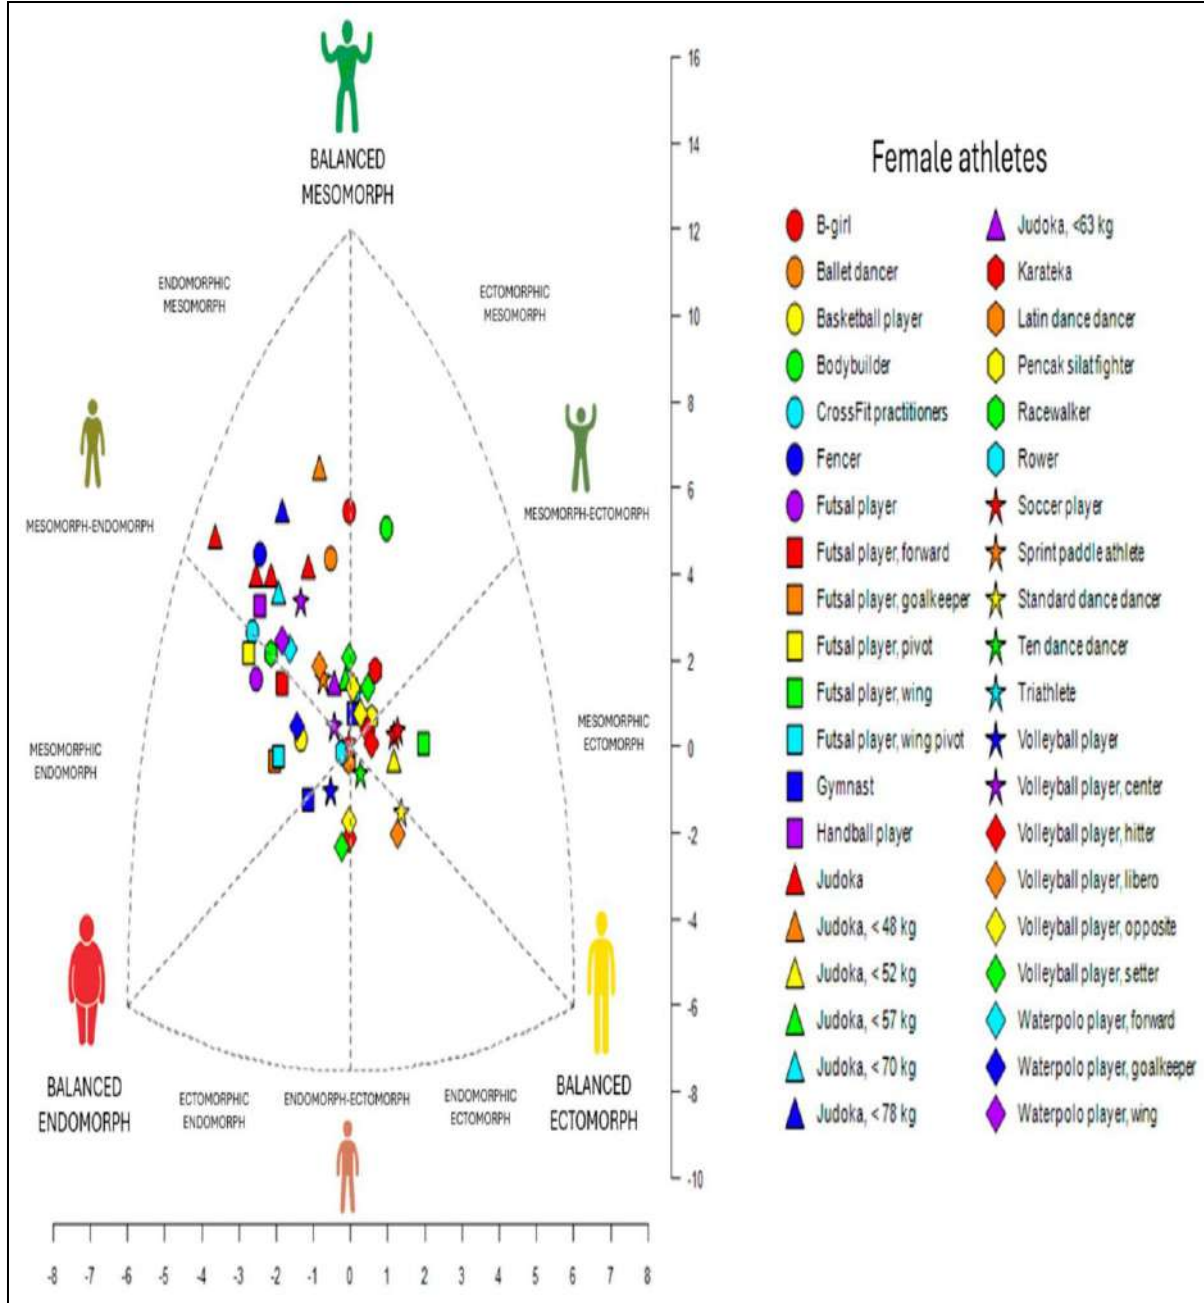 BALANCED
MESOMORPH
ENDOMORPHIC
MESOMORPH
ECTOMORPHIC
MESOMORPH
MESOMORPH-ENDOMORPH
MESOMORPH-ECTOMORPH
MESOMORPHIC
ENDOMORPH
MESOMORPHIC
ECTOMORPH
BALANCED
ENDOMORPH
ECTOMORPHIC
ENDOMORPH
ENDOMORPH-ECTOMORPH
ENDOMORPHIC
ECTOMORPH
BALANCED
ECTOMORPH
16
14
12
10
8
6
4
2
0
-2
-4
-6
-8
-10
-8 -7 -6 -5 -4 -3 -2 -1 0 1 2 3 4 5 6 7 8
Female athletes
B-girl
Ballet dancer
Basketball player
Bodybuilder
CrossFit practitioners
Fencer
Futsal player
Futsal player, forward
Futsal player, goalkeeper
Futsal player, pivot
Futsal player, wing
Futsal player, wing pivot
Gymnast
Handball player
Judoka
Judoka, < 48 kg
Judoka, < 52 kg
Judoka, < 57 kg
Judoka, < 70 kg
Judoka, < 78 kg
Judoka, <63 kg
Karateka
Latin dance dancer
Pencak silat fighter
Racewalker
Rower
Soccer player
Sprint paddle athlete
Standard dance dancer
Ten dance dancer
Triathlete
Volleyball player
Volleyball player, center
Volleyball player, hitter
Volleyball player, libero
Volleyball player, opposite
Volleyball player, setter
Waterpolo player, forward
Waterpolo player, goalkeeper
Waterpolo player, wing